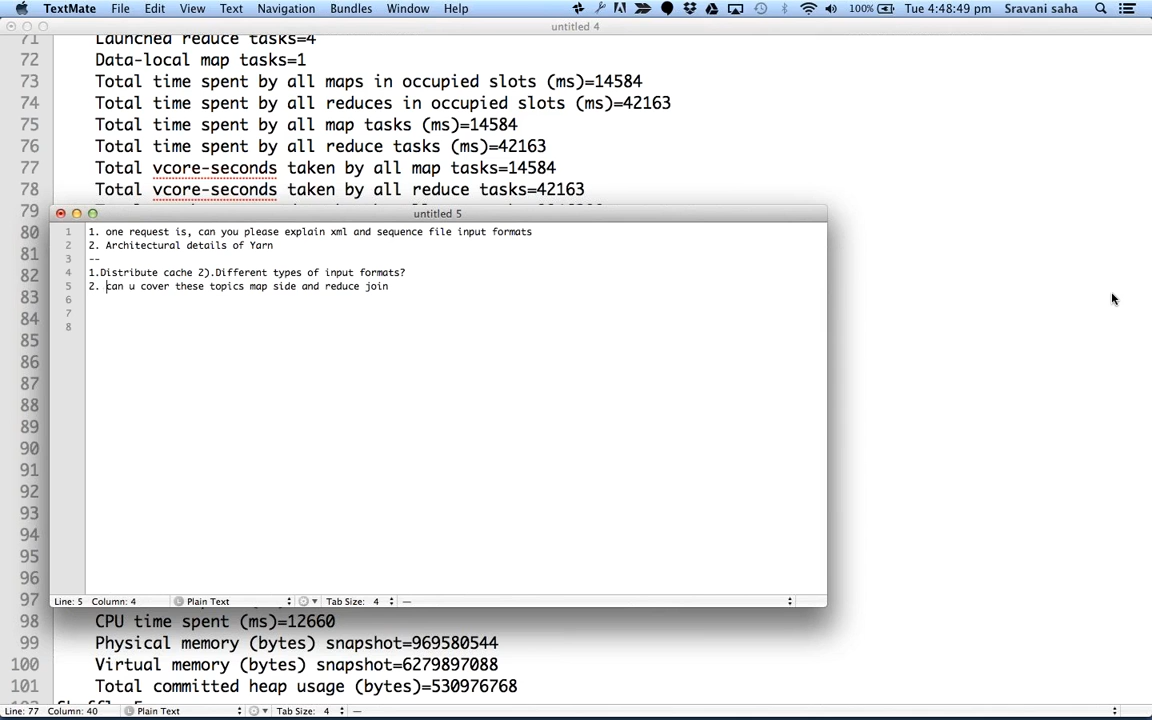 TextMate File Edit View Text Navigation Bundles Window Help 100% Tue 4:48:49 pm Sravani saha
untitled 4
71 Launched reduce tasks=4
72 Data-local map tasks=1
73 Total time spent by all maps in occupied slots (ms)=14584
74 Total time spent by all reduces in occupied slots (ms)=42163
75 Total time spent by all map tasks (ms)=14584
76 Total time spent by all reduce tasks (ms)=42163
77 Total vcore-seconds taken by all map tasks=14584
78 Total vcore-seconds taken by all reduce tasks=42163
79
untitled 5
1 1. one request is, can you please explain xml and sequence file input formats
2 2. Architectural details of Yarn
3 --
4 1.Distribute cache 2).Different types of input formats?
5 2. can u cover these topics map side and reduce join
6
7
8
Line: 5 Column: 4 Plain Text Tab Size: 4 —
80
81
82
83
84
85
86
87
88
89
90
91
92
93
94
95
96
97
98 CPU time spent (ms)=12660
99 Physical memory (bytes) snapshot=969580544
100 Virtual memory (bytes) snapshot=6279897088
101 Total committed heap usage (bytes)=530976768
Line: 77 Column: 40 Plain Text Tab Size: 4 —